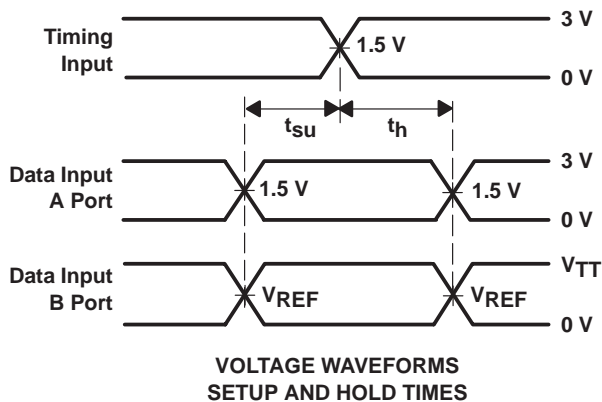 3 V
Timing
Input
1.5 V
0 V
tsu
th
3 V
Data Input
A Port
1.5 V
1.5 V
0 V
VTT
Data Input
B Port
VREF
VREF
0 V
VOLTAGE WAVEFORMS
SETUP AND HOLD TIMES